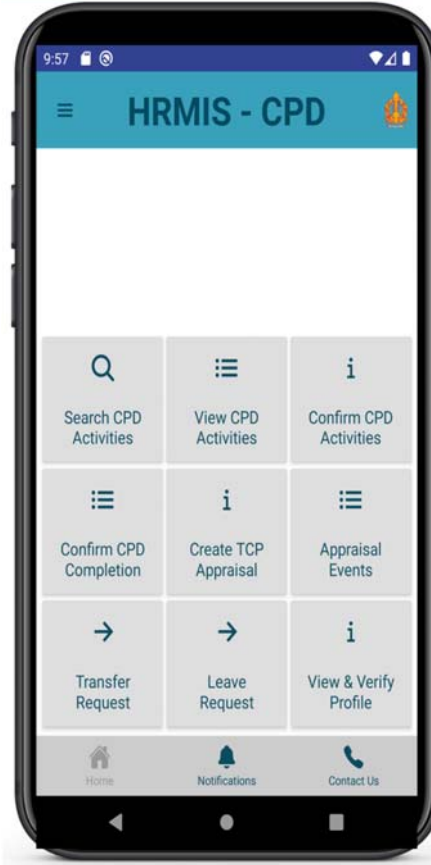 9:57
HRMIS - CPD
Search CPD
Activities
View CPD
Activities
Confirm CPD
Activities
Confirm CPD
Completion
Create TCP
Appraisal
Appraisal
Events
Transfer
Request
Leave
Request
View & Verify
Profile
Home
Notifications
Contact Us